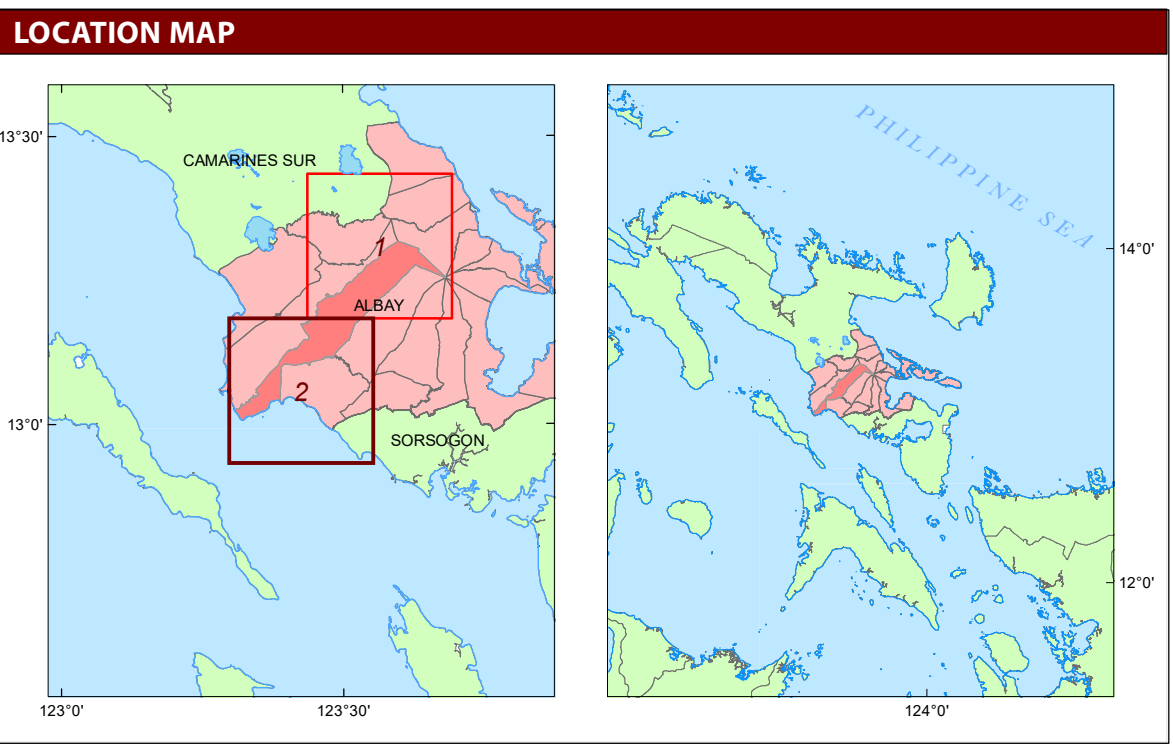 LOCATION MAP
13°30'
CAMARINES SUR
1
ALBAY
2
13°0'
SORSOGON
123°0'
123°30'
PHILIPPINE SEA
14°0'
12°0'
124°0'